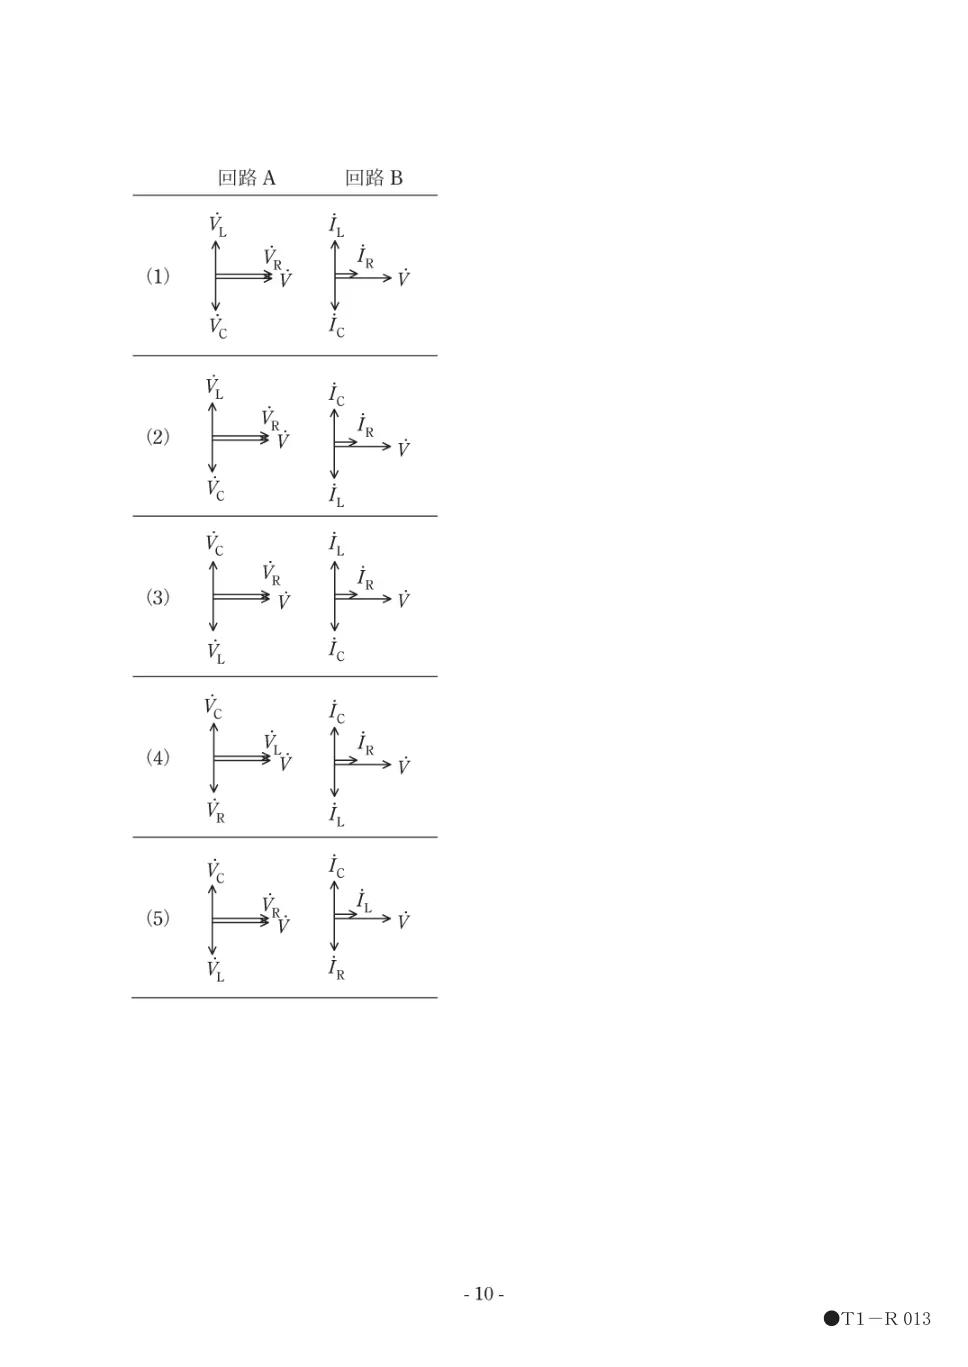 回路 A 回路 B
V̇L İL
(1) V̇R V̇ İR V̇
V̇C İC
V̇L İC
(2) V̇R V̇ İR V̇
V̇C İL
V̇C İL
(3) V̇R V̇ İR V̇
V̇L İC
V̇C İC
(4) V̇L V̇ İR V̇
V̇R İL
V̇C İC
(5) V̇R V̇ İL V̇
V̇L İR
- 10 -
●T1－R 013